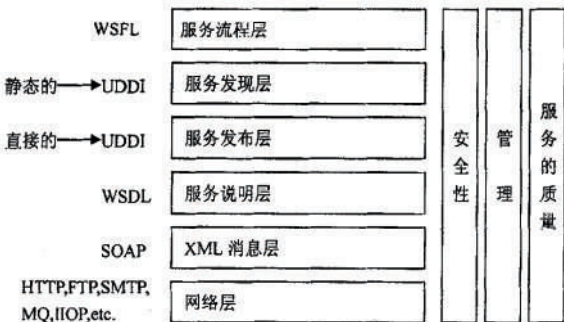 WSFL 服务流程层
静态的→UDDI 服务发现层
直接的→UDDI 服务发布层
WSDL 服务说明层
SOAP XML 消息层
HTTP,FTP,SMTP,
MQ,IIOP,etc.
网络层
安全性
管理
服务的质量